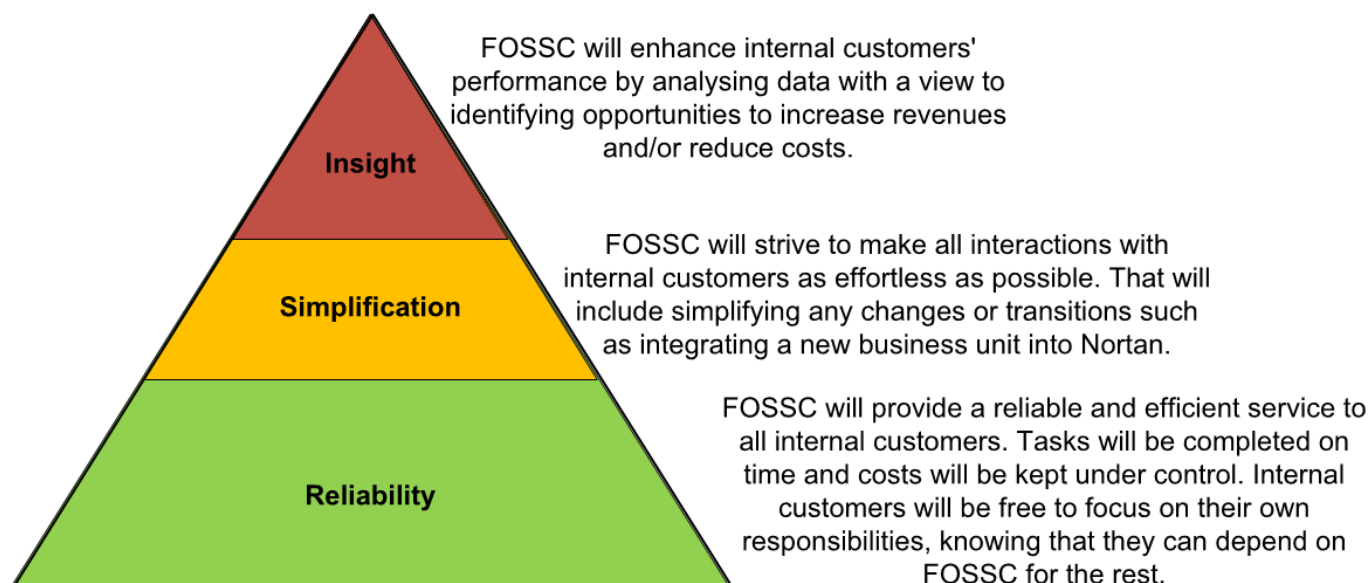 FOSSC will enhance internal customers'
performance by analysing data with a view to
identifying opportunities to increase revenues
and/or reduce costs.
Insight
FOSSC will strive to make all interactions with
internal customers as effortless as possible. That will
include simplifying any changes or transitions such
as integrating a new business unit into Nortan.
Simplification
FOSSC will provide a reliable and efficient service to
all internal customers. Tasks will be completed on
time and costs will be kept under control. Internal
customers will be free to focus on their own
responsibilities, knowing that they can depend on
FOSSC for the rest.
Reliability